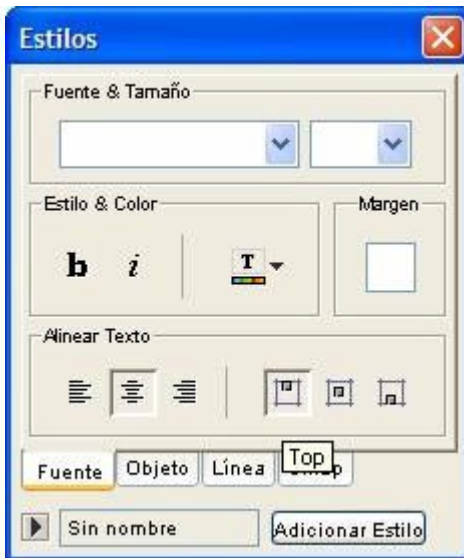 Estilos
Fuente & Tamaño
Estilo & Color
Margen
b i T
Alinear Texto
Top
Fuente Objeto Línea
Sin nombre Adicionar Estilo